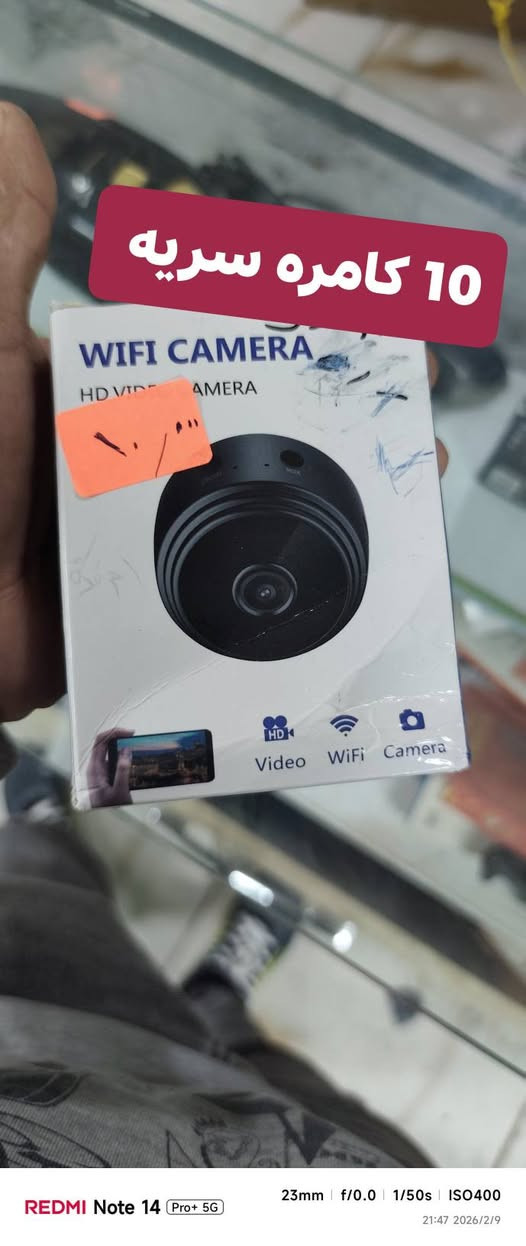 10 كامره سريه
WIFI CAMERA
HD VIDEO CAMERA
Video
WiFi
Camera
REDMI Note 14 Pro+ 5G
23mm | f/0.0 | 1/50s | ISO400
21:47 2026/2/9